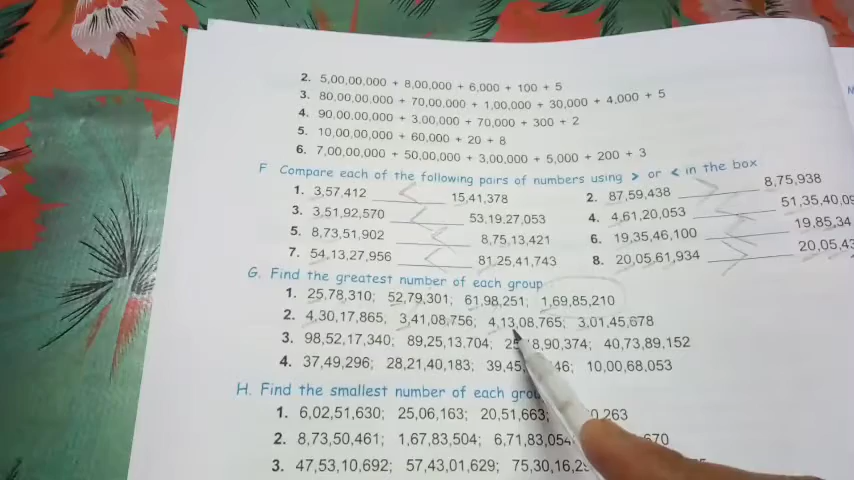 2. 5,00,00,000 + 8,00,000 + 6,000 + 100 + 5
3. 80,00,00,000 + 70,00,000 + 1,00,000 + 30,000 + 4,000 + 5
4. 90,00,00,000 + 3,00,000 + 70,000 + 300 + 2
5. 10,00,00,000 + 60,000 + 20 + 8
6. 7,00,00,000 + 50,00,000 + 3,00,000 + 5,000 + 200 + 3
F Compare each of the following pairs of numbers using > or < in the box
1. 3,57,412 < 15,41,378 2. 87,59,438 > 8,75,938
3. 3,51,92,570 < 53,19,27,053 4. 4,61,20,053 < 51,35,40,09
5. 8,73,51,902 < 8,75,13,421 6. 19,35,46,100 19,85,34
7. 54,13,27,956 < 81,25,41,743 8. 20,05,61,934 > 20,05,43
G. Find the greatest number of each group
1. 25,78,310; 52,79,301; 61,98,251; 1,69,85,210
2. 4,30,17,865; 3,41,08,756; 4,13,08,765; 3,01,45,678
3. 98,52,17,340; 89,25,13,704; 40,73,89,152
4. 37,49,296; 28,21,40,183; 10,00,68,053
H. Find the smallest number of each
1. 6,02,51,630; 25,06,163; 20,51,663;
2. 8,73,50,461; 1,67,83,504;
3. 47,53,10,692; 57,43,01,629;